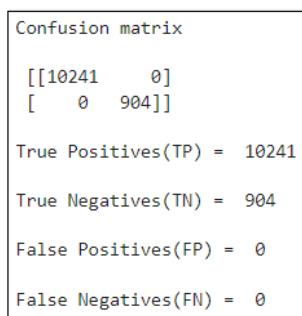 Confusion matrix
[[10241 0]
[ 0 904]]
True Positives(TP) = 10241
True Negatives(TN) = 904
False Positives(FP) = 0
False Negatives(FN) = 0